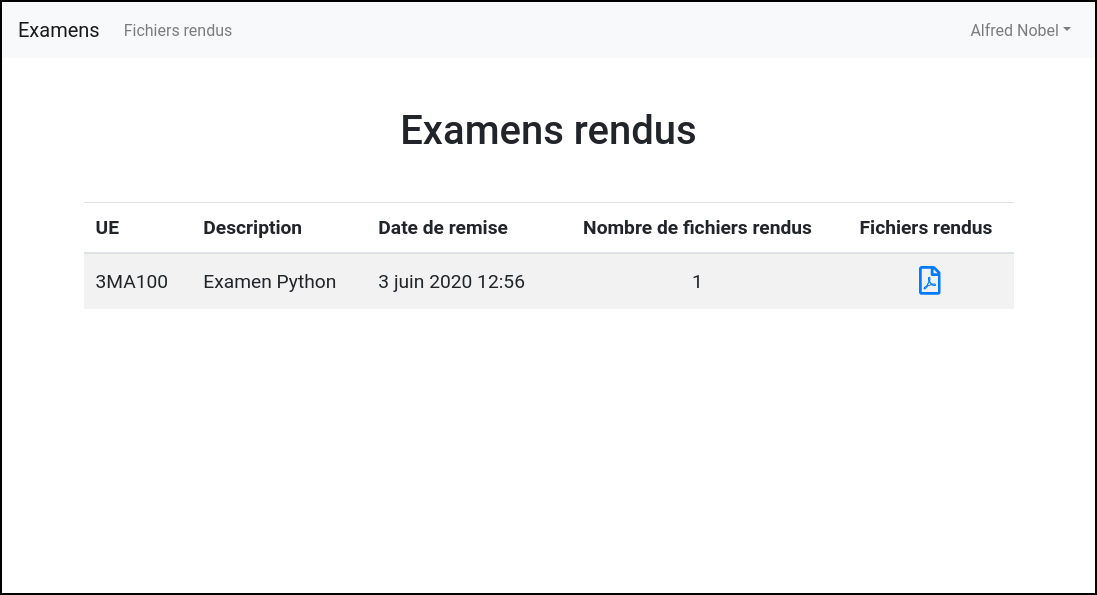 Examens Fichiers rendus Alfred Nobel
Examens rendus
UE Description Date de remise Nombre de fichiers rendus Fichiers rendus
3MA100 Examen Python 3 juin 2020 12:56 1